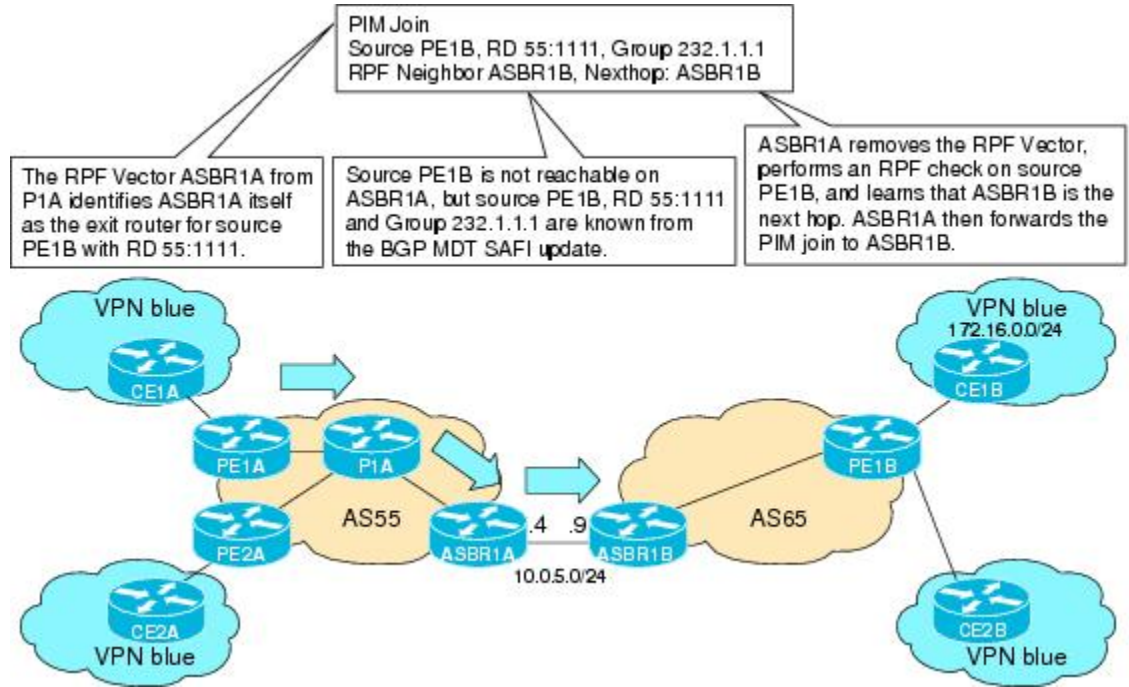 PIM Join
Source PE1B, RD 55:1111, Group 232.1.1.1
RPF Neighbor ASBR1B, Nexthop: ASBR1B
The RPF Vector ASBR1A from
P1A identifies ASBR1A itself
as the exit router for source
PE1B with RD 55:1111.
Source PE1B is not reachable on
ASBR1A, but source PE1B, RD 55:1111
and Group 232.1.1.1 are known from
the BGP MDT SAFI update.
ASBR1A removes the RPF Vector,
performs an RPF check on source
PE1B, and learns that ASBR1B is the
next hop. ASBR1A then forwards the
PIM join to ASBR1B.
VPN blue
CE1A
VPN blue
172.16.0.0/24
CE1B
PE1A
P1A
PE1B
AS55
AS65
PE2A
ASBR1A
.4
.9
ASBR1B
10.0.5.0/24
CE2A
VPN blue
CE2B
VPN blue